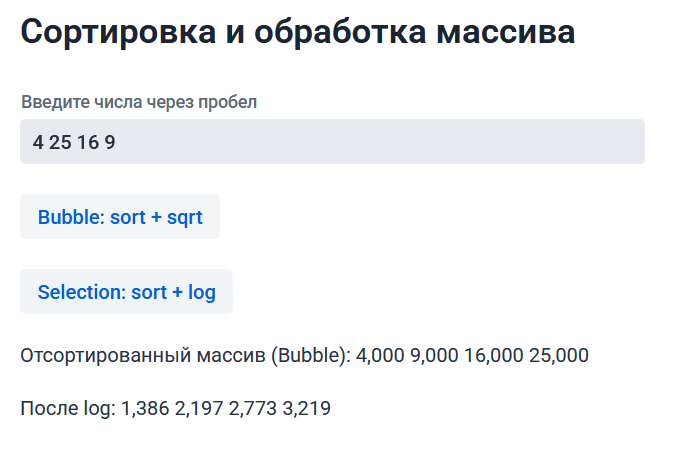 Сортировка и обработка массива
Введите числа через пробел
4 25 16 9
Bubble: sort + sqrt
Selection: sort + log
Отсортированный массив (Bubble): 4,000 9,000 16,000 25,000
После log: 1,386 2,197 2,773 3,219